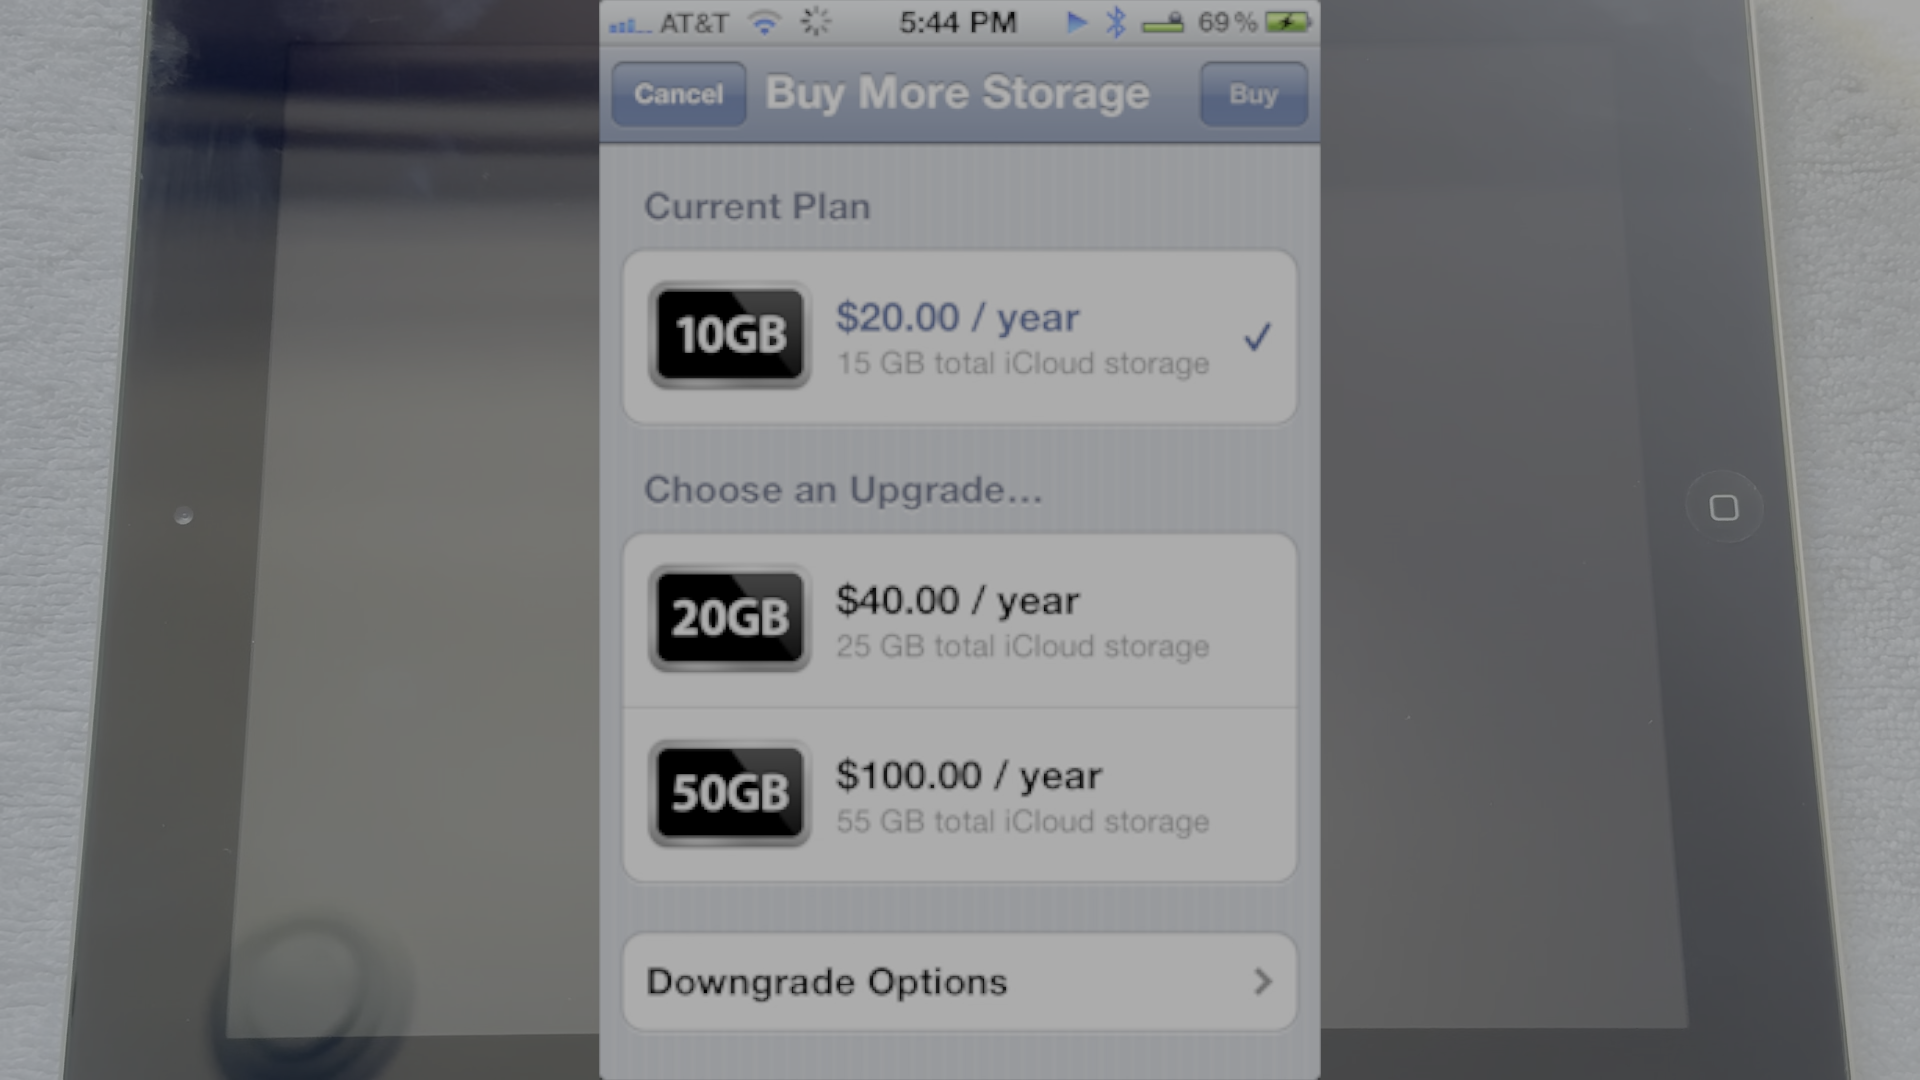 AT&T 5:44 PM 69%
Cancel Buy More Storage Buy
Current Plan
10GB $20.00 / year
15 GB total iCloud storage
Choose an Upgrade...
20GB $40.00 / year
25 GB total iCloud storage
50GB $100.00 / year
55 GB total iCloud storage
Downgrade Options